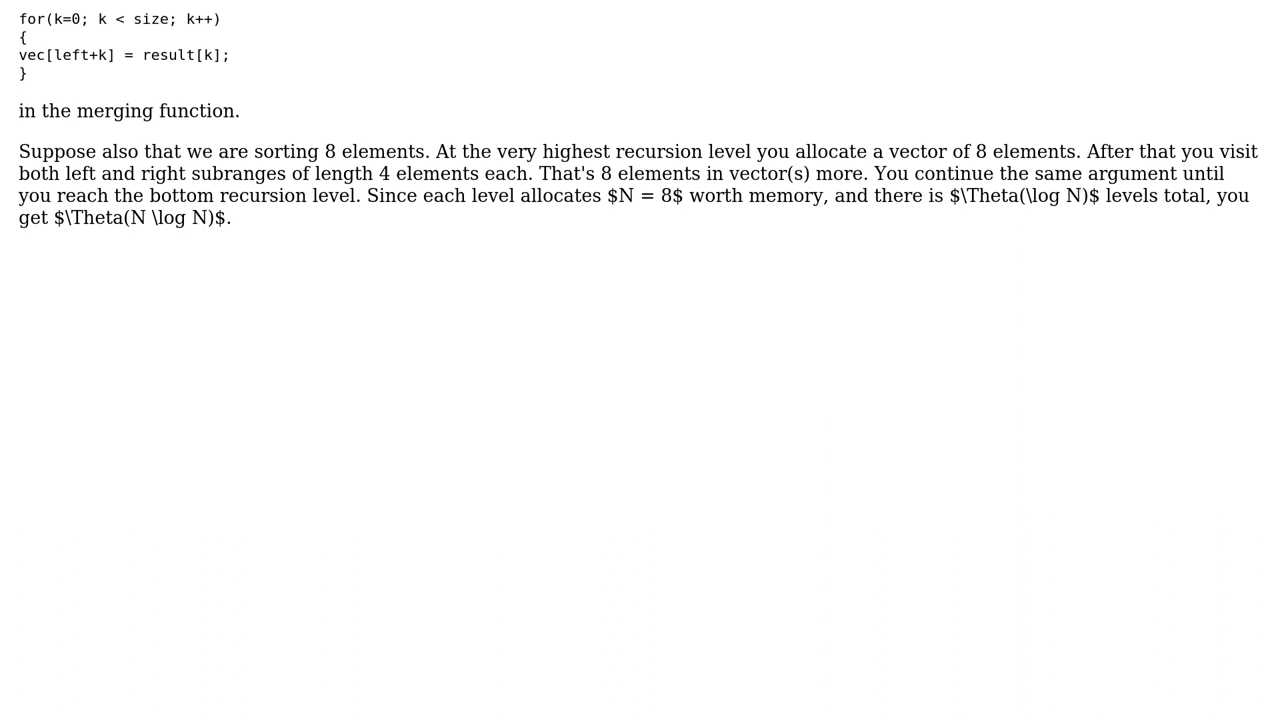 for(k=0; k < size; k++)
{
vec[left+k] = result[k];
}
in the merging function.
Suppose also that we are sorting 8 elements. At the very highest recursion level you allocate a vector of 8 elements. After that you visit
both left and right subranges of length 4 elements each. That's 8 elements in vector(s) more. You continue the same argument until
you reach the bottom recursion level. Since each level allocates $N = 8$ worth memory, and there is $\Theta(\log N)$ levels total, you
get $\Theta(N \log N)$.